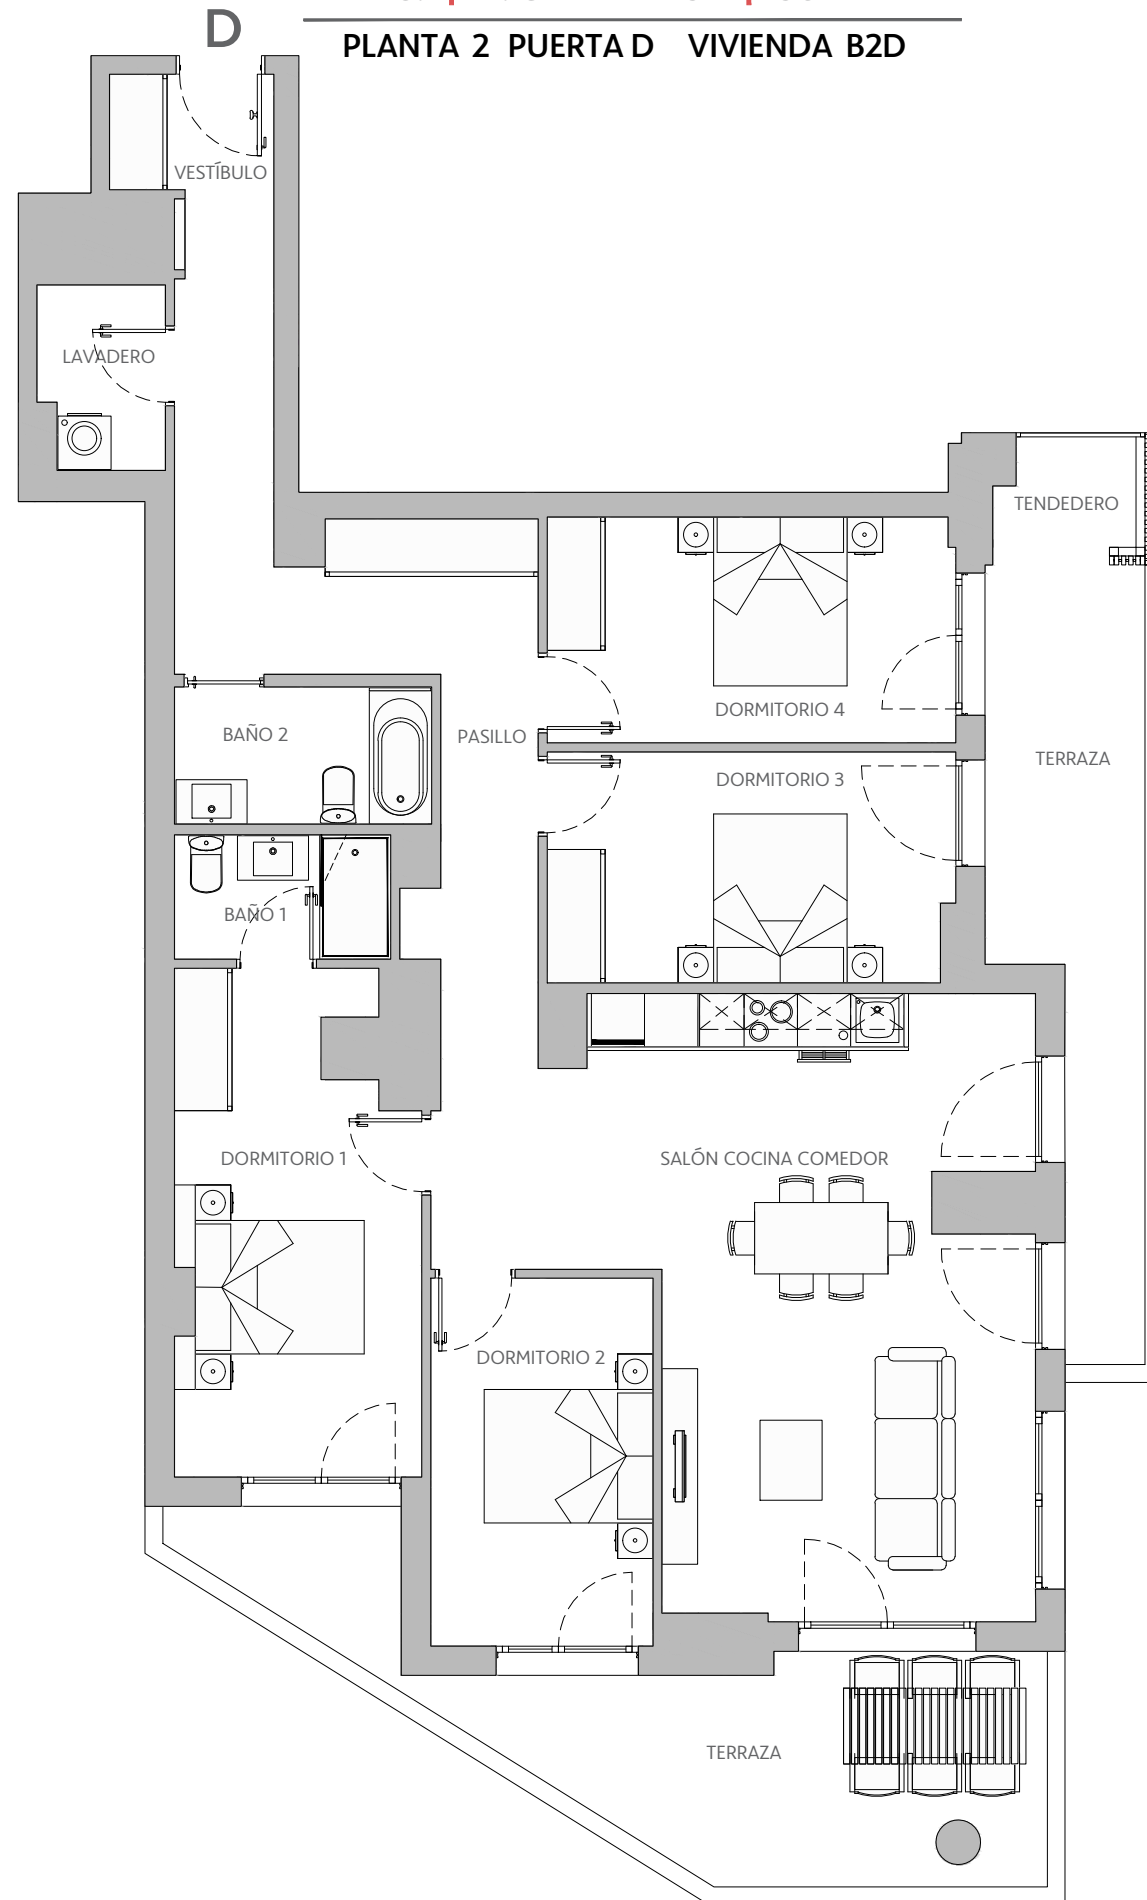 D
PLANTA 2 PUERTA D VIVIENDA B2D
VESTÍBULO
LAVADERO
TENDEDERO
DORMITORIO 4
BAÑO 2
PASILLO
TERRAZA
DORMITORIO 3
BAÑO 1
DORMITORIO 1
SALÓN COCINA COMEDOR
DORMITORIO 2
TERRAZA